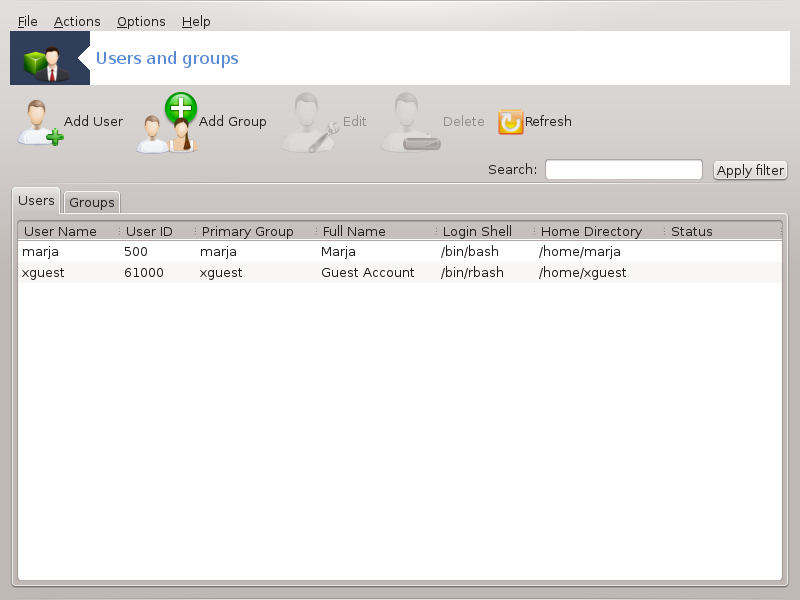 File Actions Options Help
Users and groups
Add User Add Group Edit Delete Refresh
Search: Apply filter
Users Groups
User Name User ID Primary Group Full Name Login Shell Home Directory Status
marja 500 marja Marja /bin/bash /home/marja
xguest 61000 xguest Guest Account /bin/rbash /home/xguest